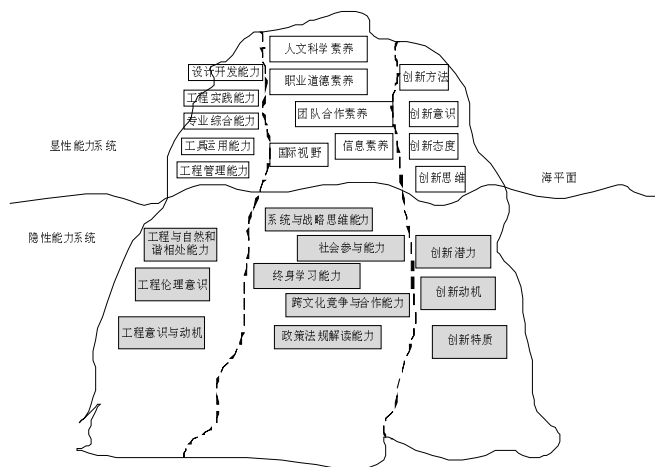 人文科学素养
设计开发能力
职业道德素养
创新方法
工程实践能力
团队合作素养
创新意识
专业综合能力
显性能力系统
工具运用能力
国际视野
信息素养
创新态度
工程管理能力
创新思维
海平面
隐性能力系统
系统与战略思维能力
工程与自然和
谐相处能力
社会参与能力
创新潜力
工程伦理意识
终身学习能力
创新动机
跨文化竞争与合作能力
工程意识与动机
政策法规解读能力
创新特质